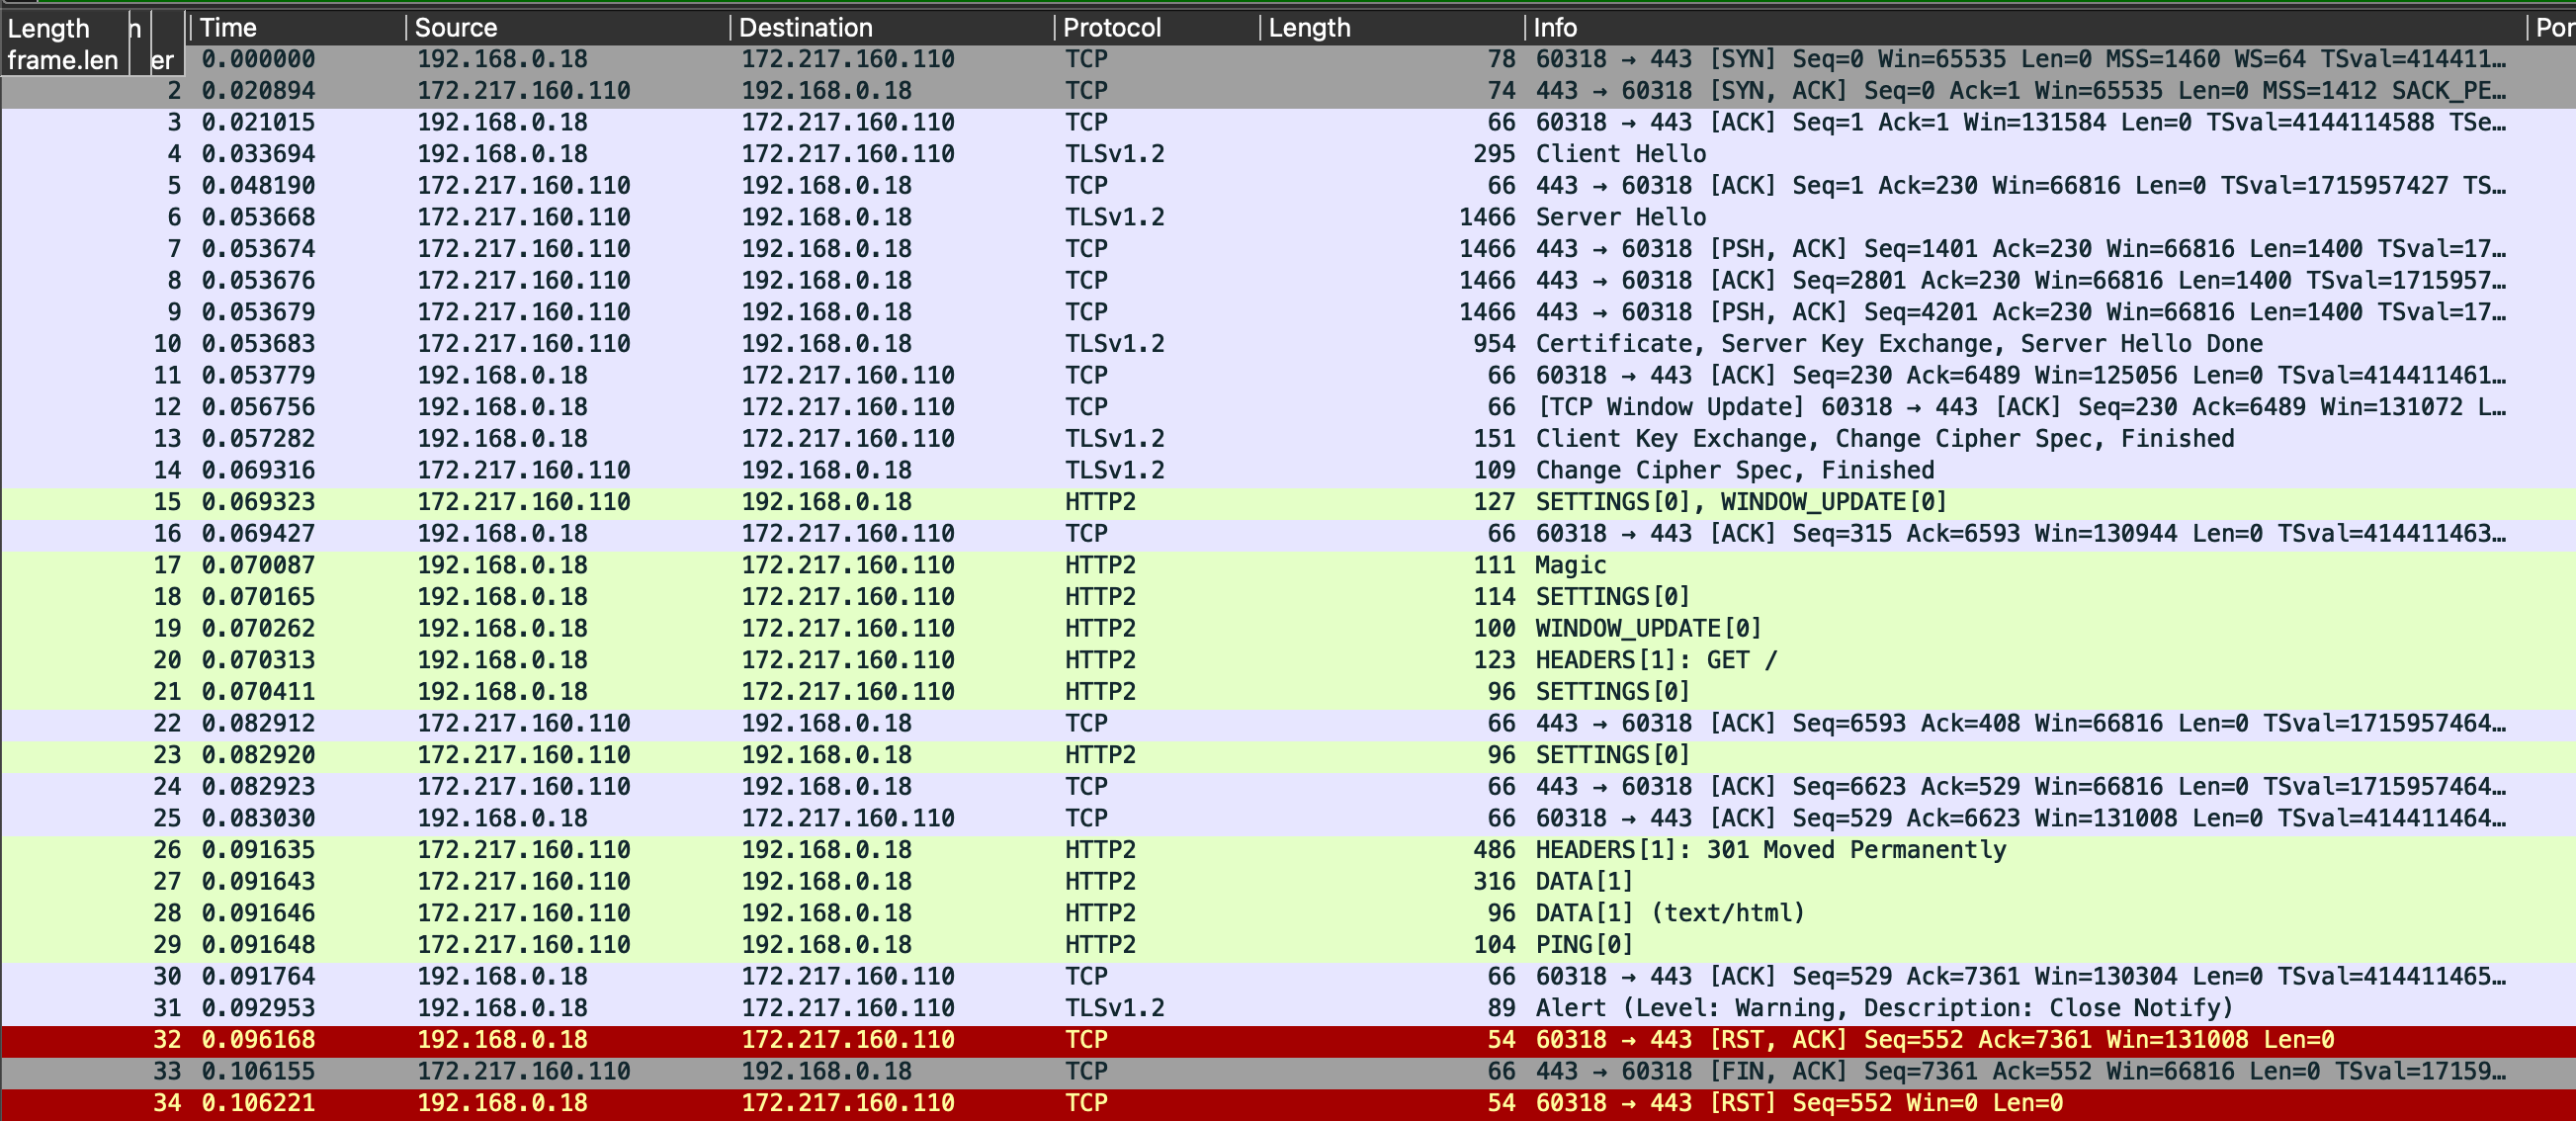 Length n er Time Source Destination Protocol Length Info Por
frame.len
0.000000 192.168.0.18 172.217.160.110 TCP 78 60318 → 443 [SYN] Seq=0 Win=65535 Len=0 MSS=1460 WS=64 TSval=414411…
2 0.020894 172.217.160.110 192.168.0.18 TCP 74 443 → 60318 [SYN, ACK] Seq=0 Ack=1 Win=65535 Len=0 MSS=1412 SACK_PE…
3 0.021015 192.168.0.18 172.217.160.110 TCP 66 60318 → 443 [ACK] Seq=1 Ack=1 Win=131584 Len=0 TSval=4144114588 TSe…
4 0.033694 192.168.0.18 172.217.160.110 TLSv1.2 295 Client Hello
5 0.048190 172.217.160.110 192.168.0.18 TCP 66 443 → 60318 [ACK] Seq=1 Ack=230 Win=66816 Len=0 TSval=1715957427 TS…
6 0.053668 172.217.160.110 192.168.0.18 TLSv1.2 1466 Server Hello
7 0.053674 172.217.160.110 192.168.0.18 TCP 1466 443 → 60318 [PSH, ACK] Seq=1401 Ack=230 Win=66816 Len=1400 TSval=17…
8 0.053676 172.217.160.110 192.168.0.18 TCP 1466 443 → 60318 [ACK] Seq=2801 Ack=230 Win=66816 Len=1400 TSval=1715957…
9 0.053679 172.217.160.110 192.168.0.18 TCP 1466 443 → 60318 [PSH, ACK] Seq=4201 Ack=230 Win=66816 Len=1400 TSval=17…
10 0.053683 172.217.160.110 192.168.0.18 TLSv1.2 954 Certificate, Server Key Exchange, Server Hello Done
11 0.053779 192.168.0.18 172.217.160.110 TCP 66 60318 → 443 [ACK] Seq=230 Ack=6489 Win=125056 Len=0 TSval=414411461…
12 0.056756 192.168.0.18 172.217.160.110 TCP 66 [TCP Window Update] 60318 → 443 [ACK] Seq=230 Ack=6489 Win=131072 L…
13 0.057282 192.168.0.18 172.217.160.110 TLSv1.2 151 Client Key Exchange, Change Cipher Spec, Finished
14 0.069316 172.217.160.110 192.168.0.18 TLSv1.2 109 Change Cipher Spec, Finished
15 0.069323 172.217.160.110 192.168.0.18 HTTP2 127 SETTINGS[0], WINDOW_UPDATE[0]
16 0.069427 192.168.0.18 172.217.160.110 TCP 66 60318 → 443 [ACK] Seq=315 Ack=6593 Win=130944 Len=0 TSval=414411463…
17 0.070087 192.168.0.18 172.217.160.110 HTTP2 111 Magic
18 0.070165 192.168.0.18 172.217.160.110 HTTP2 114 SETTINGS[0]
19 0.070262 192.168.0.18 172.217.160.110 HTTP2 100 WINDOW_UPDATE[0]
20 0.070313 192.168.0.18 172.217.160.110 HTTP2 123 HEADERS[1]: GET /
21 0.070411 192.168.0.18 172.217.160.110 HTTP2 96 SETTINGS[0]
22 0.082912 172.217.160.110 192.168.0.18 TCP 66 443 → 60318 [ACK] Seq=6593 Ack=408 Win=66816 Len=0 TSval=1715957464…
23 0.082920 172.217.160.110 192.168.0.18 HTTP2 96 SETTINGS[0]
24 0.082923 172.217.160.110 192.168.0.18 TCP 66 443 → 60318 [ACK] Seq=6623 Ack=529 Win=66816 Len=0 TSval=1715957464…
25 0.083030 192.168.0.18 172.217.160.110 TCP 66 60318 → 443 [ACK] Seq=529 Ack=6623 Win=131008 Len=0 TSval=414411464…
26 0.091635 172.217.160.110 192.168.0.18 HTTP2 486 HEADERS[1]: 301 Moved Permanently
27 0.091643 172.217.160.110 192.168.0.18 HTTP2 316 DATA[1]
28 0.091646 172.217.160.110 192.168.0.18 HTTP2 96 DATA[1] (text/html)
29 0.091648 172.217.160.110 192.168.0.18 HTTP2 104 PING[0]
30 0.091764 192.168.0.18 172.217.160.110 TCP 66 60318 → 443 [ACK] Seq=529 Ack=7361 Win=130304 Len=0 TSval=414411465…
31 0.092953 192.168.0.18 172.217.160.110 TLSv1.2 89 Alert (Level: Warning, Description: Close Notify)
32 0.096168 192.168.0.18 172.217.160.110 TCP 54 60318 → 443 [RST, ACK] Seq=552 Ack=7361 Win=131008 Len=0
33 0.106155 172.217.160.110 192.168.0.18 TCP 66 443 → 60318 [FIN, ACK] Seq=7361 Ack=552 Win=66816 Len=0 TSval=17159…
34 0.106221 192.168.0.18 172.217.160.110 TCP 54 60318 → 443 [RST] Seq=552 Win=0 Len=0